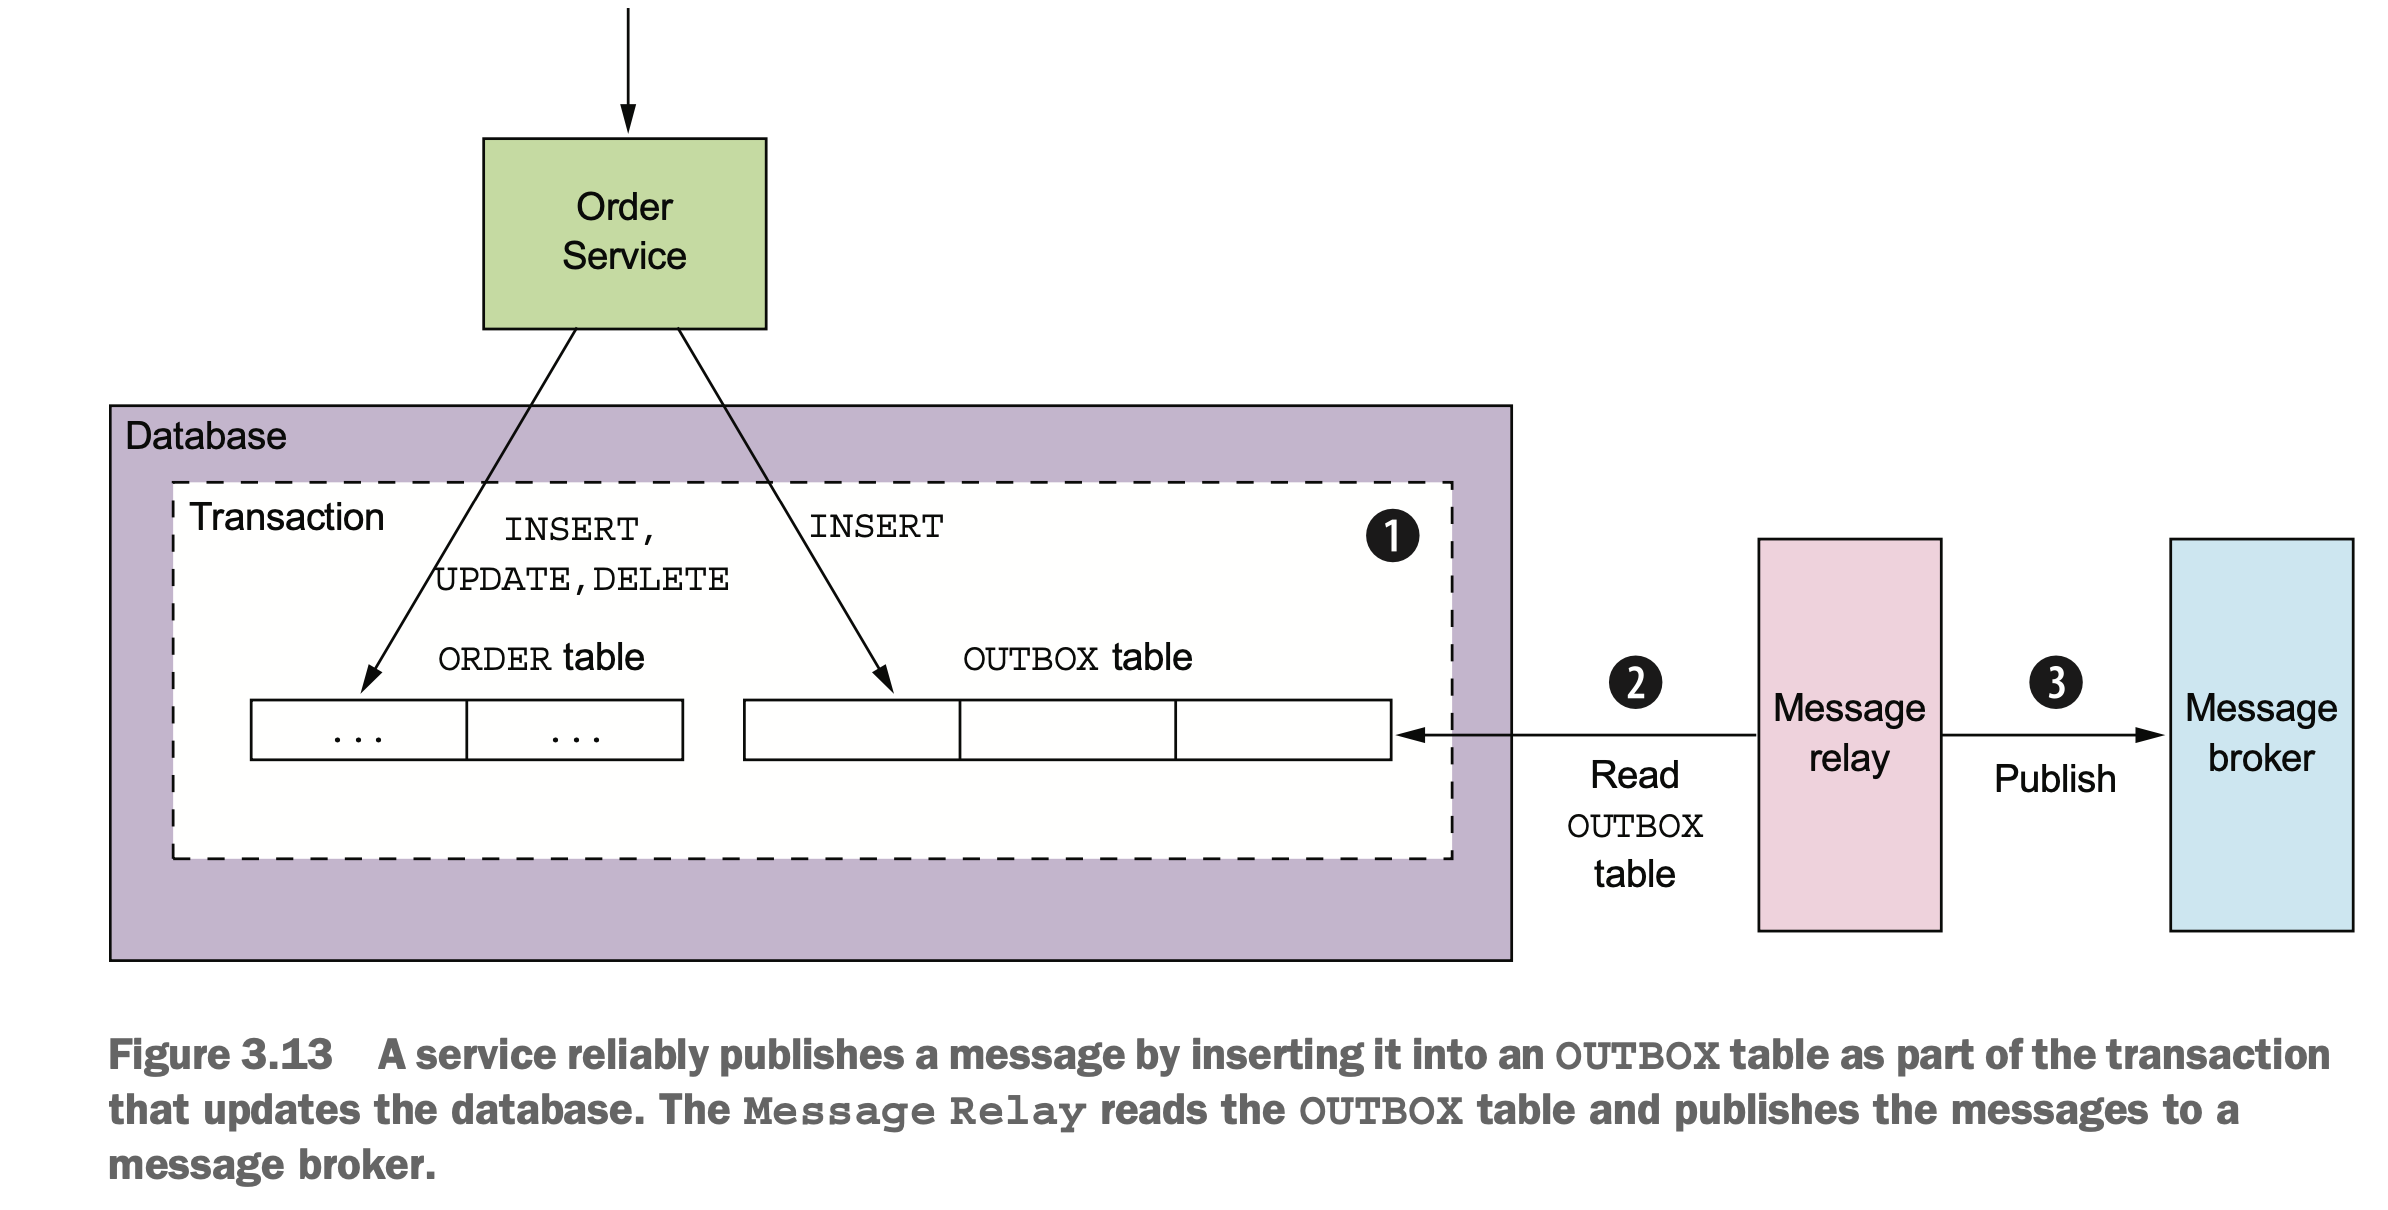 Order
Service
Database
Transaction
INSERT,
UPDATE,DELETE
INSERT
1
ORDER table
OUTBOX table
... ...
2
Read
OUTBOX
table
Message
relay
3
Publish
Message
broker
Figure 3.13 A service reliably publishes a message by inserting it into an OUTBOX table as part of the transaction
that updates the database. The Message Relay reads the OUTBOX table and publishes the messages to a
message broker.